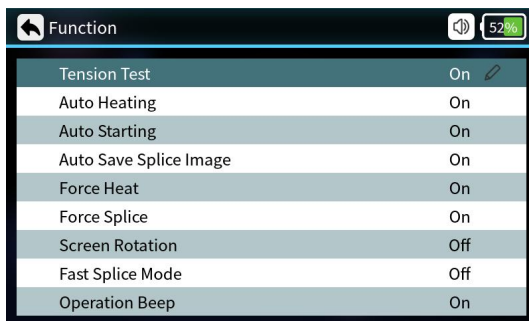 Function 52%
Tension Test On
Auto Heating On
Auto Starting On
Auto Save Splice Image On
Force Heat On
Force Splice On
Screen Rotation Off
Fast Splice Mode Off
Operation Beep On